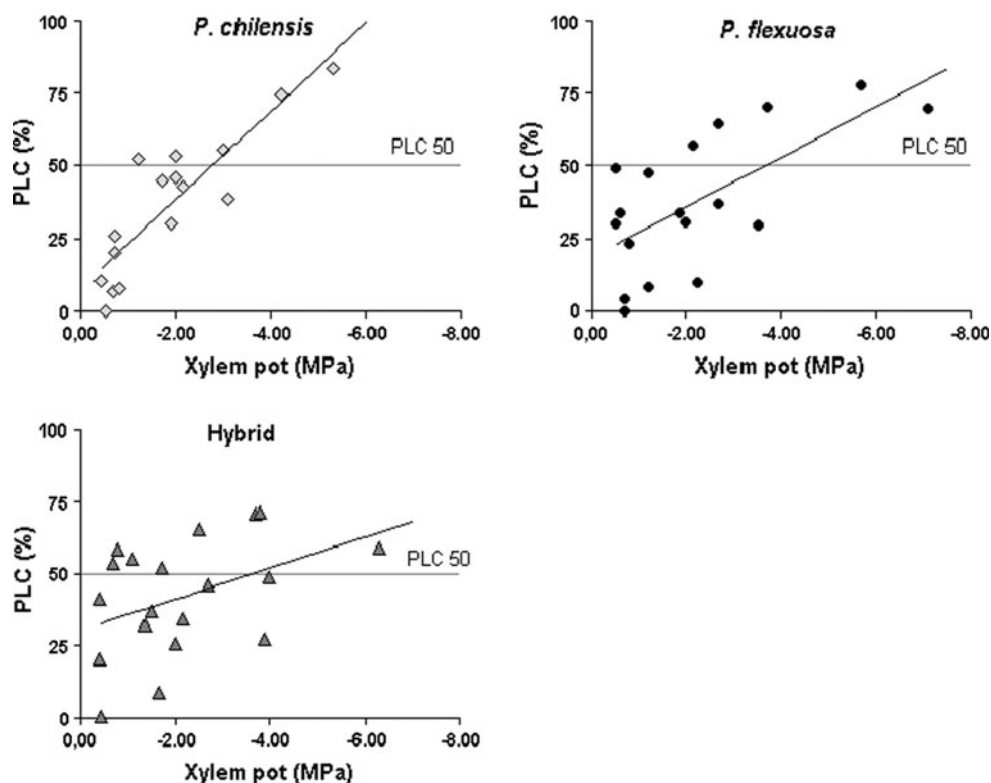 P. chilensis
100
75
50
25
0
PLC (%)
PLC 50
0,00 -2.00 -4.00 -6.00 -8.00
Xylem pot (MPa)
P. flexuosa
100
75
50
25
0
PLC (%)
PLC 50
0,00 -2.00 -4.00 -6.00 -8.00
Xylem pot (MPa)
Hybrid
100
75
50
25
0
PLC (%)
PLC 50
0,00 -2.00 -4.00 -6.00 -8.00
Xylem pot (MPa)